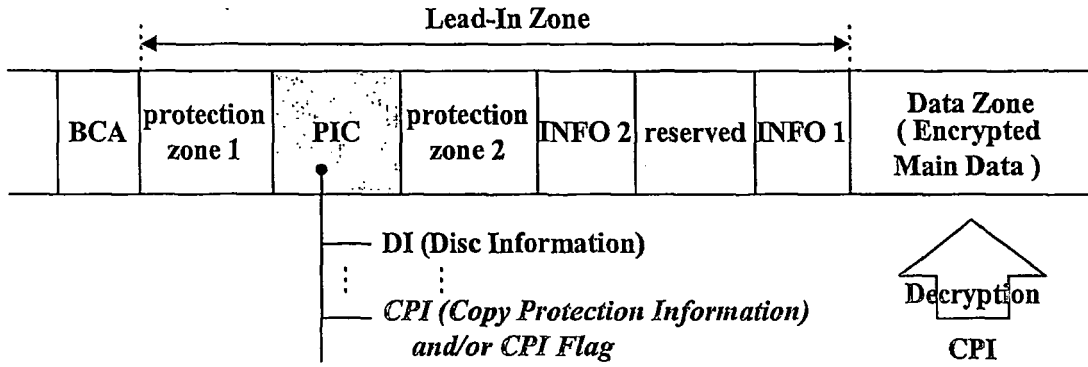 Lead-In Zone
BCA
protection
zone 1
PIC
protection
zone 2
INFO 2
reserved
INFO 1
Data Zone
( Encrypted
Main Data )
DI (Disc Information)
CPI (Copy Protection Information)
and/or CPI Flag
Decryption
CPI